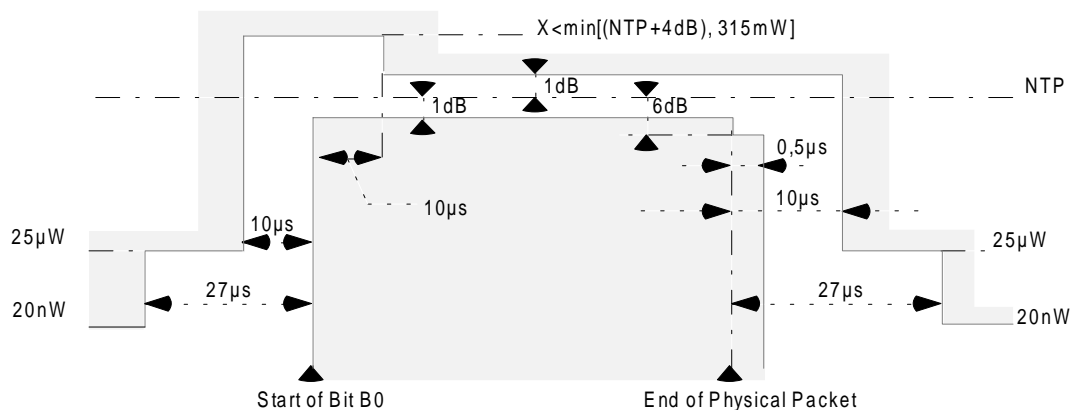 X<min[(NTP+4dB), 315mW]
NTP
1dB
1dB
6dB
0,5µs
10µs
10µs
10µs
25µW
25µW
27µs
27µs
20nW
20nW
Start of Bit B0
End of Physical Packet